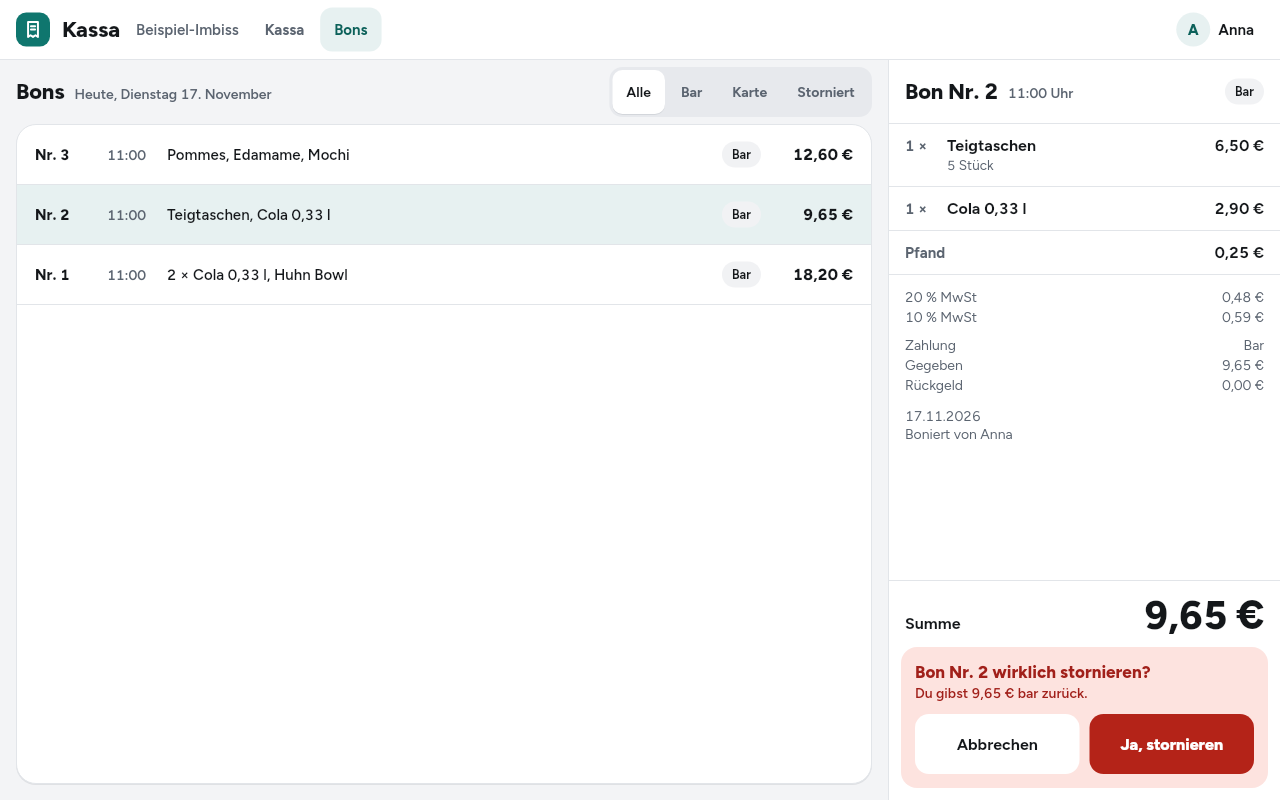 Kassa Beispiel-Imbiss Kassa Bons A Anna
Bons Heute, Dienstag 17. November Alle Bar Karte Storniert
Nr. 3 11:00 Pommes, Edamame, Mochi Bar 12,60 €
Nr. 2 11:00 Teigtaschen, Cola 0,33 l Bar 9,65 €
Nr. 1 11:00 2 × Cola 0,33 l, Huhn Bowl Bar 18,20 €
Bon Nr. 2 11:00 Uhr Bar
1 × Teigtaschen 6,50 €
5 Stück
1 × Cola 0,33 l 2,90 €
Pfand 0,25 €
20 % MwSt 0,48 €
10 % MwSt 0,59 €
Zahlung Bar
Gegeben 9,65 €
Rückgeld 0,00 €
17.11.2026
Boniert von Anna
Summe 9,65 €
Bon Nr. 2 wirklich stornieren?
Du gibst 9,65 € bar zurück.
Abbrechen Ja, stornieren